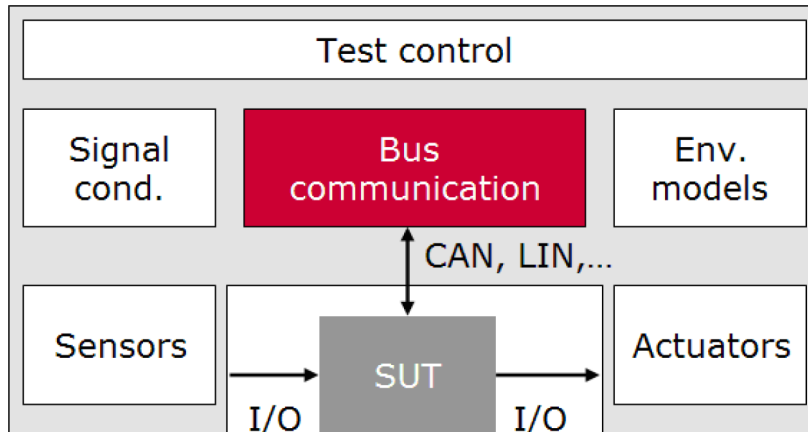 Test control
Signal
cond.
Bus
communication
Env.
models
CAN, LIN,...
Sensors
SUT
Actuators
I/O
I/O